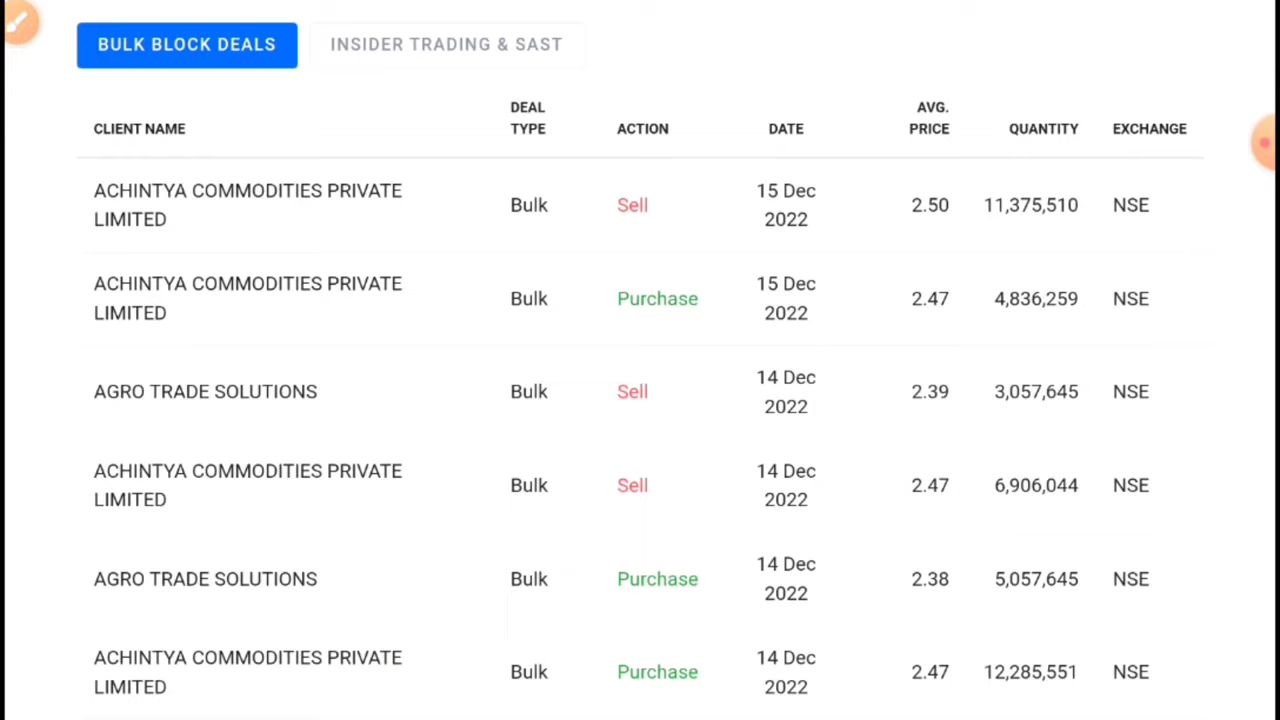 BULK BLOCK DEALS
INSIDER TRADING & SAST
CLIENT NAME
DEAL TYPE
ACTION
DATE
AVG. PRICE
QUANTITY
EXCHANGE
ACHINTYA COMMODITIES PRIVATE
LIMITED
Bulk
Sell
15 Dec
2022
2.50
11,375,510
NSE
ACHINTYA COMMODITIES PRIVATE
LIMITED
Bulk
Purchase
15 Dec
2022
2.47
4,836,259
NSE
AGRO TRADE SOLUTIONS
Bulk
Sell
14 Dec
2022
2.39
3,057,645
NSE
ACHINTYA COMMODITIES PRIVATE
LIMITED
Bulk
Sell
14 Dec
2022
2.47
6,906,044
NSE
AGRO TRADE SOLUTIONS
Bulk
Purchase
14 Dec
2022
2.38
5,057,645
NSE
ACHINTYA COMMODITIES PRIVATE
LIMITED
Bulk
Purchase
14 Dec
2022
2.47
12,285,551
NSE